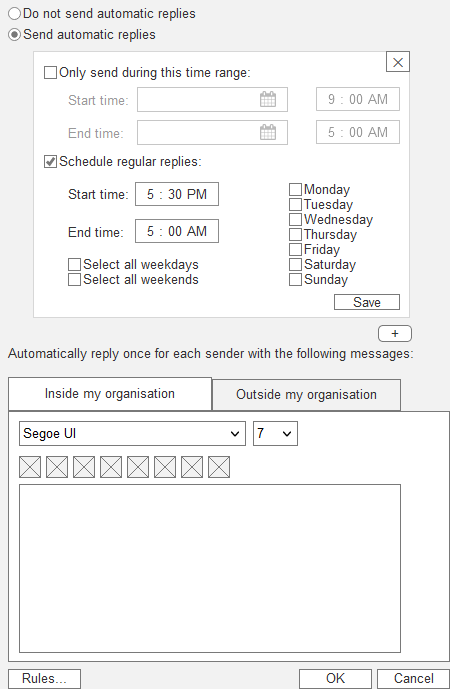 Do not send automatic replies
Send automatic replies
Only send during this time range:
Start time: 9 : 00 AM
End time: 5 : 00 AM
Schedule regular replies:
Start time: 5 : 30 PM
End time: 5 : 00 AM
Select all weekdays
Select all weekends
Monday
Tuesday
Wednesday
Thursday
Friday
Saturday
Sunday
Save
+
Automatically reply once for each sender with the following messages:
Inside my organisation Outside my organisation
Segoe UI 7
Rules... OK Cancel